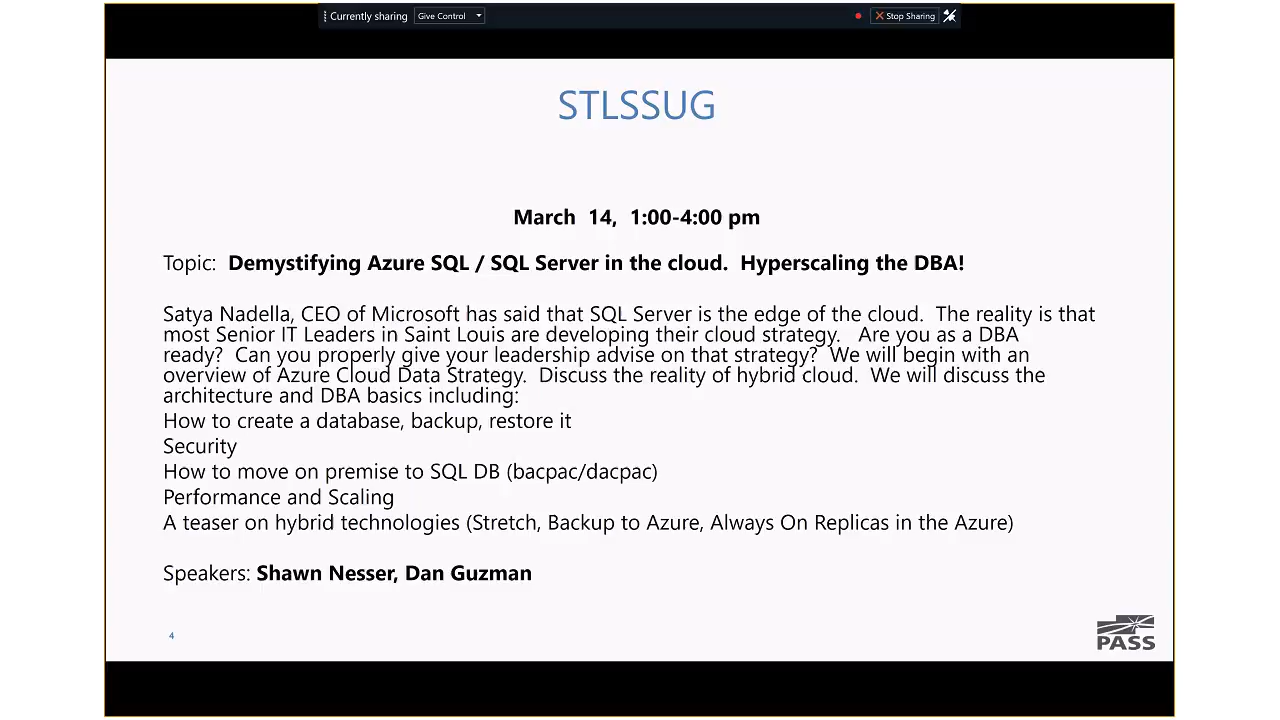 Currently sharing Give Control Stop Sharing
STLSSUG
March 14, 1:00-4:00 pm
Topic: Demystifying Azure SQL / SQL Server in the cloud. Hyperscaling the DBA!
Satya Nadella, CEO of Microsoft has said that SQL Server is the edge of the cloud. The reality is that
most Senior IT Leaders in Saint Louis are developing their cloud strategy. Are you as a DBA
ready? Can you properly give your leadership advise on that strategy? We will begin with an
overview of Azure Cloud Data Strategy. Discuss the reality of hybrid cloud. We will discuss the
architecture and DBA basics including:
How to create a database, backup, restore it
Security
How to move on premise to SQL DB (bacpac/dacpac)
Performance and Scaling
A teaser on hybrid technologies (Stretch, Backup to Azure, Always On Replicas in the Azure)
Speakers: Shawn Nesser, Dan Guzman
4
PASS